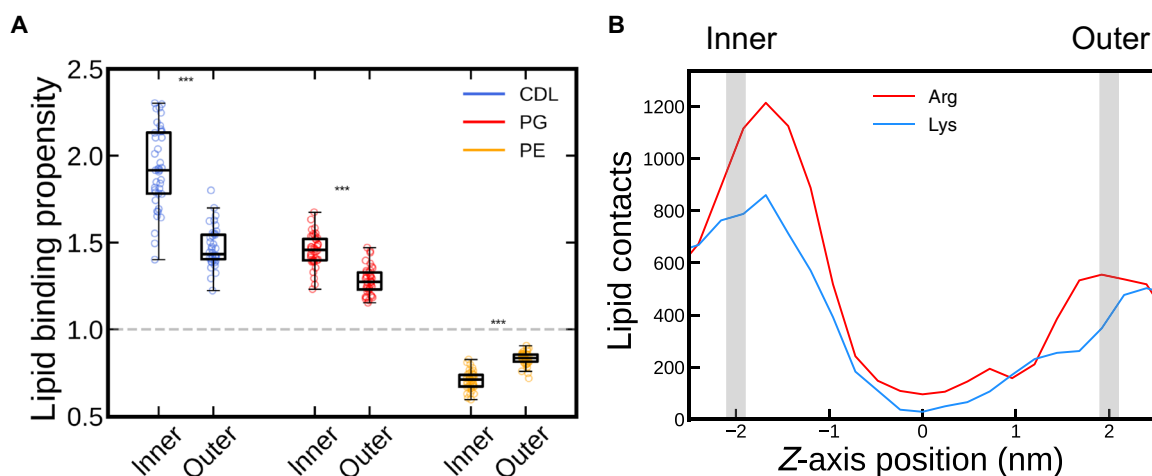 A
Lipid binding propensity
2.5
2.0
1.5
1.0
0.5
***
***
***
CDL
PG
PE
Inner
Outer
Inner
Outer
Inner
Outer
B
Inner
Outer
Lipid contacts
1200
1000
800
600
400
200
0
Arg
Lys
−2
−1
0
1
2
Z-axis position (nm)